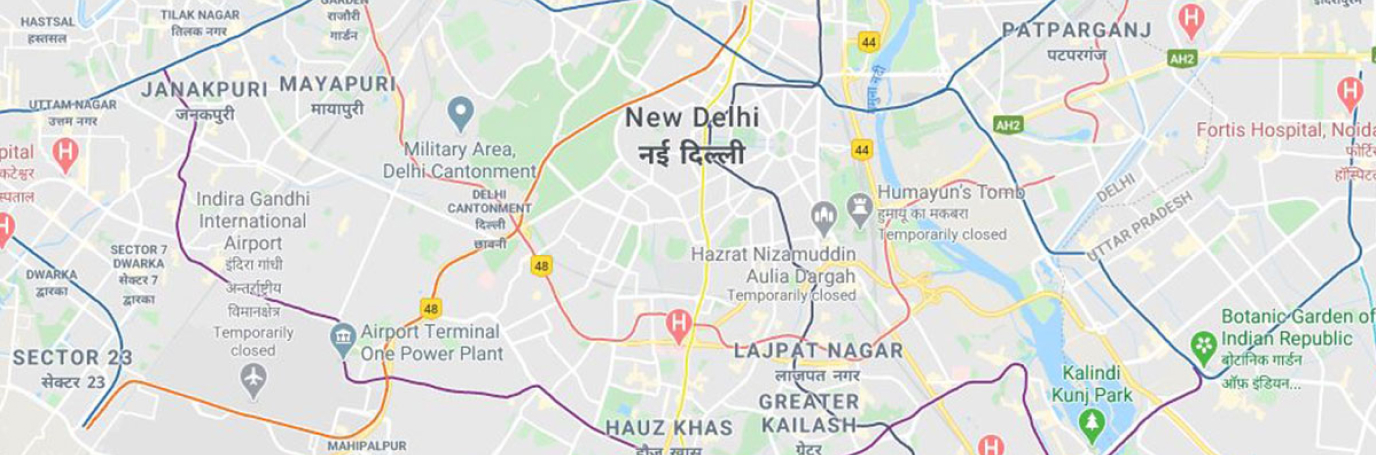 HASTSAL
हस्तसल
TILAK NAGAR
तिलक नगर
GARDEN
राजौरी
गार्डन
44
PATPARGANJ
पटपरगंज
H
AH2
JANAKPURI
जनकपुरी
MAYAPURI
मायापुरी
UTTAM NAGAR
उत्तम नगर
Military Area,
Delhi Cantonment
New Delhi
नई दिल्ली
यमुना नदी
AH2
H
Fortis Hospital, Noida
44
pital
H
DELHI
CANTONMENT
दिल्ली
छावनी
Indira Gandhi
International
Airport
इंदिरा गांधी
अन्तर्राष्ट्रीय
विमानक्षेत्र
Temporarily
closed
Humayun's Tomb
हुमायूं का मकबरा
Temporarily closed
DELHI
UTTAR PRADESH
H
SECTOR 7
DWARKA
सेक्टर 7
द्वारका
DWARKA
द्वारका
48
Hazrat Nizamuddin
Aulia Dargah
Temporarily closed
48
Airport Terminal
One Power Plant
H
Botanic Garden of
Indian Republic
बोटानिक गार्डन
ऑफ़ इंडियन...
SECTOR 23
सेक्टर 23
LAJPAT NAGAR
लाजपत नगर
Kalindi
Kunj Park
GREATER
KAILASH
ग्रेटर
HAUZ KHAS
हौज़ खास
MAHIPALPUR
H